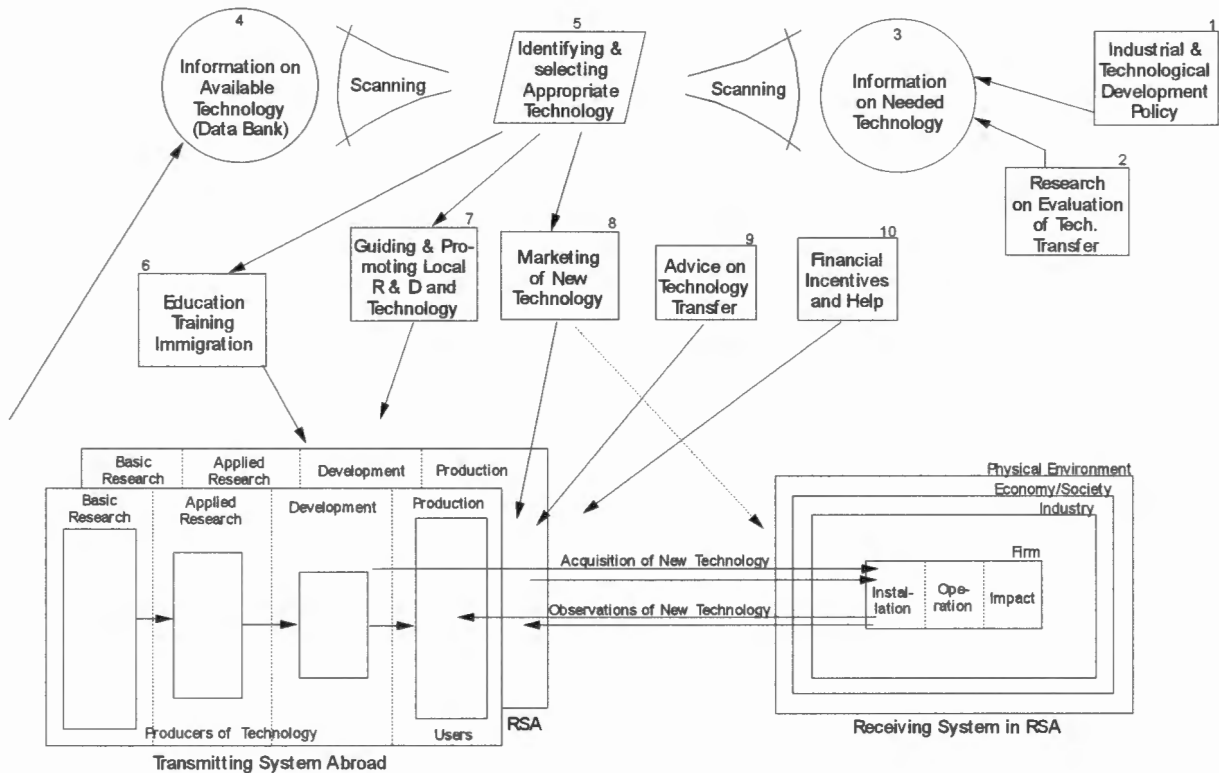 4
Information on
Available
Technology
(Data Bank)
Scanning
5
Identifying &
selecting
Appropriate
Technology
Scanning
3
Information
on Needed
Technology
1
Industrial &
Technological
Development
Policy
2
Research
on Evaluation
of Tech.
Transfer
6
Education
Training
Immigration
7
Guiding & Pro-
moting Local
R & D and
Technology
8
Marketing
of New
Technology
9
Advice on
Technology
Transfer
10
Financial
Incentives
and Help
Basic
Research
Applied
Research
Development
Production
Basic
Research
Applied
Research
Development
Production
Producers of Technology
Users
RSA
Transmitting System Abroad
Acquisition of New Technology
Observations of New Technology
Physical Environment
Economy/Society
Industry
Firm
Instal-
lation
Ope-
ration
Impact
Receiving System in RSA